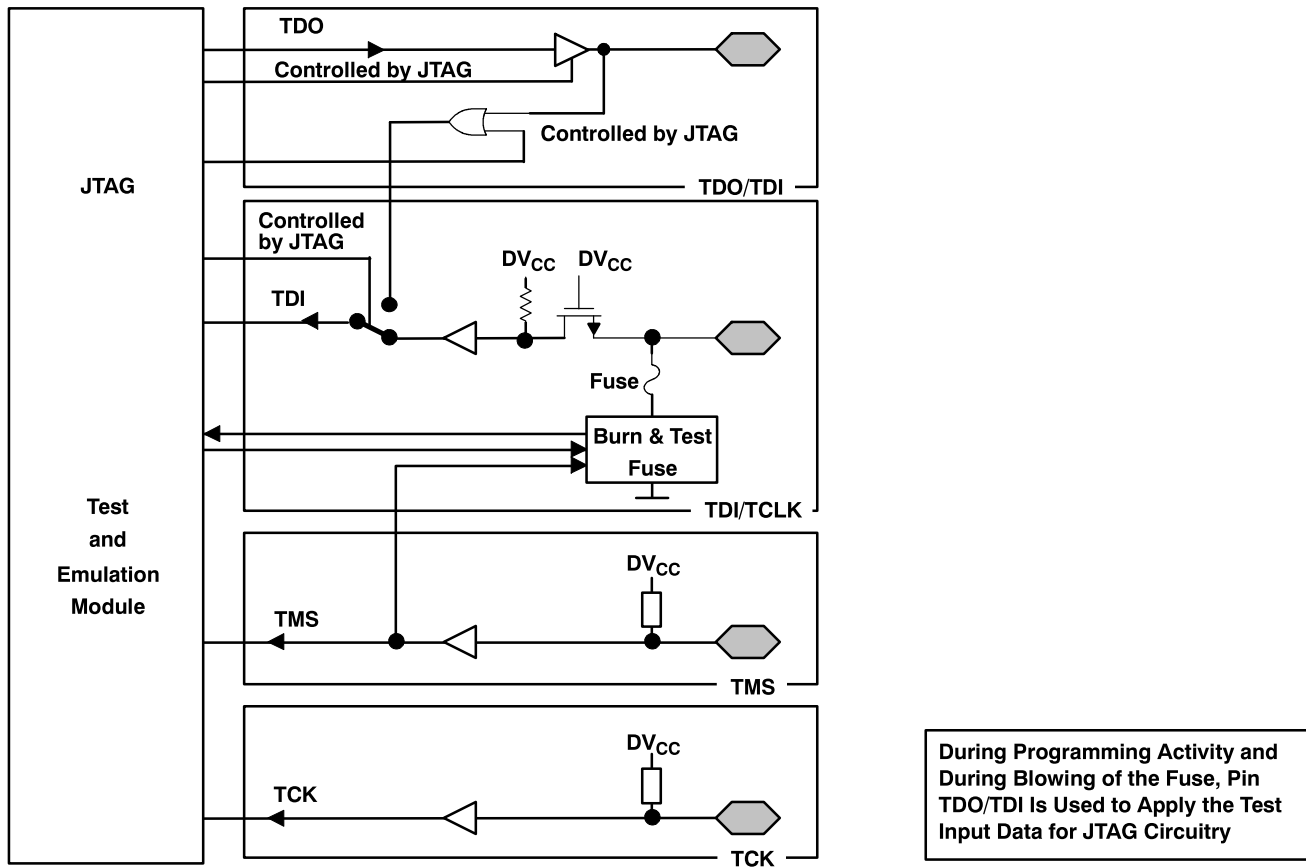 TDO
Controlled by JTAG
Controlled by JTAG
JTAG
TDO/TDI
Controlled
by JTAG
DVCC
DVCC
TDI
Fuse
Burn & Test
Fuse
TDI/TCLK
Test
and
Emulation
Module
DVCC
TMS
TMS
DVCC
TCK
TCK
During Programming Activity and
During Blowing of the Fuse, Pin
TDO/TDI Is Used to Apply the Test
Input Data for JTAG Circuitry